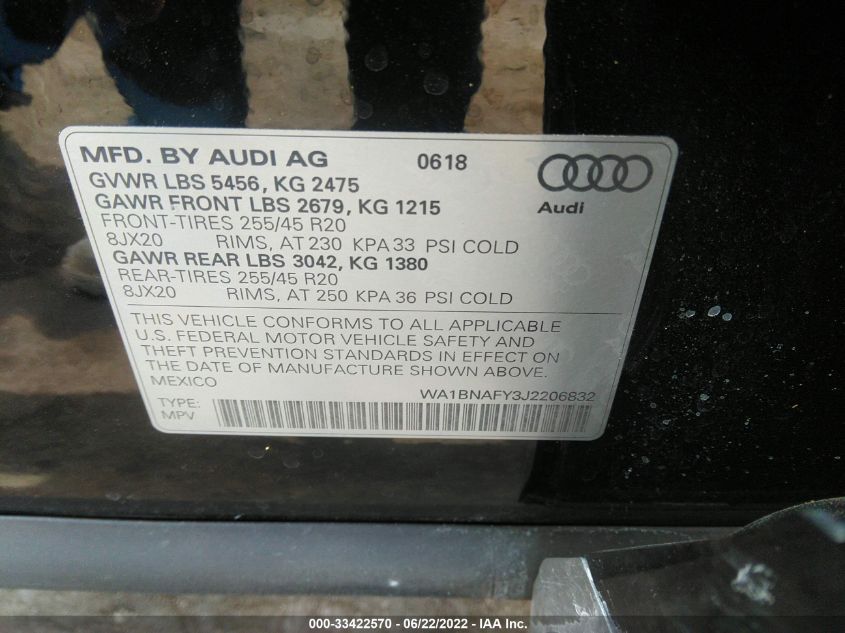 MFD. BY AUDI AG 0618
GVWR LBS 5456, KG 2475
GAWR FRONT LBS 2679, KG 1215
Audi
FRONT-TIRES 255/45 R20
8JX20 RIMS, AT 230 KPA 33 PSI COLD
GAWR REAR LBS 3042, KG 1380
REAR-TIRES 255/45 R20
8JX20 RIMS, AT 250 KPA 36 PSI COLD
THIS VEHICLE CONFORMS TO ALL APPLICABLE
U.S. FEDERAL MOTOR VEHICLE SAFETY AND
THEFT PREVENTION STANDARDS IN EFFECT ON
THE DATE OF MANUFACTURE SHOWN ABOVE.
MEXICO
WA1BNAFY3J2206832
TYPE:
MPV
000-33422570 - 06/22/2022 - IAA Inc.